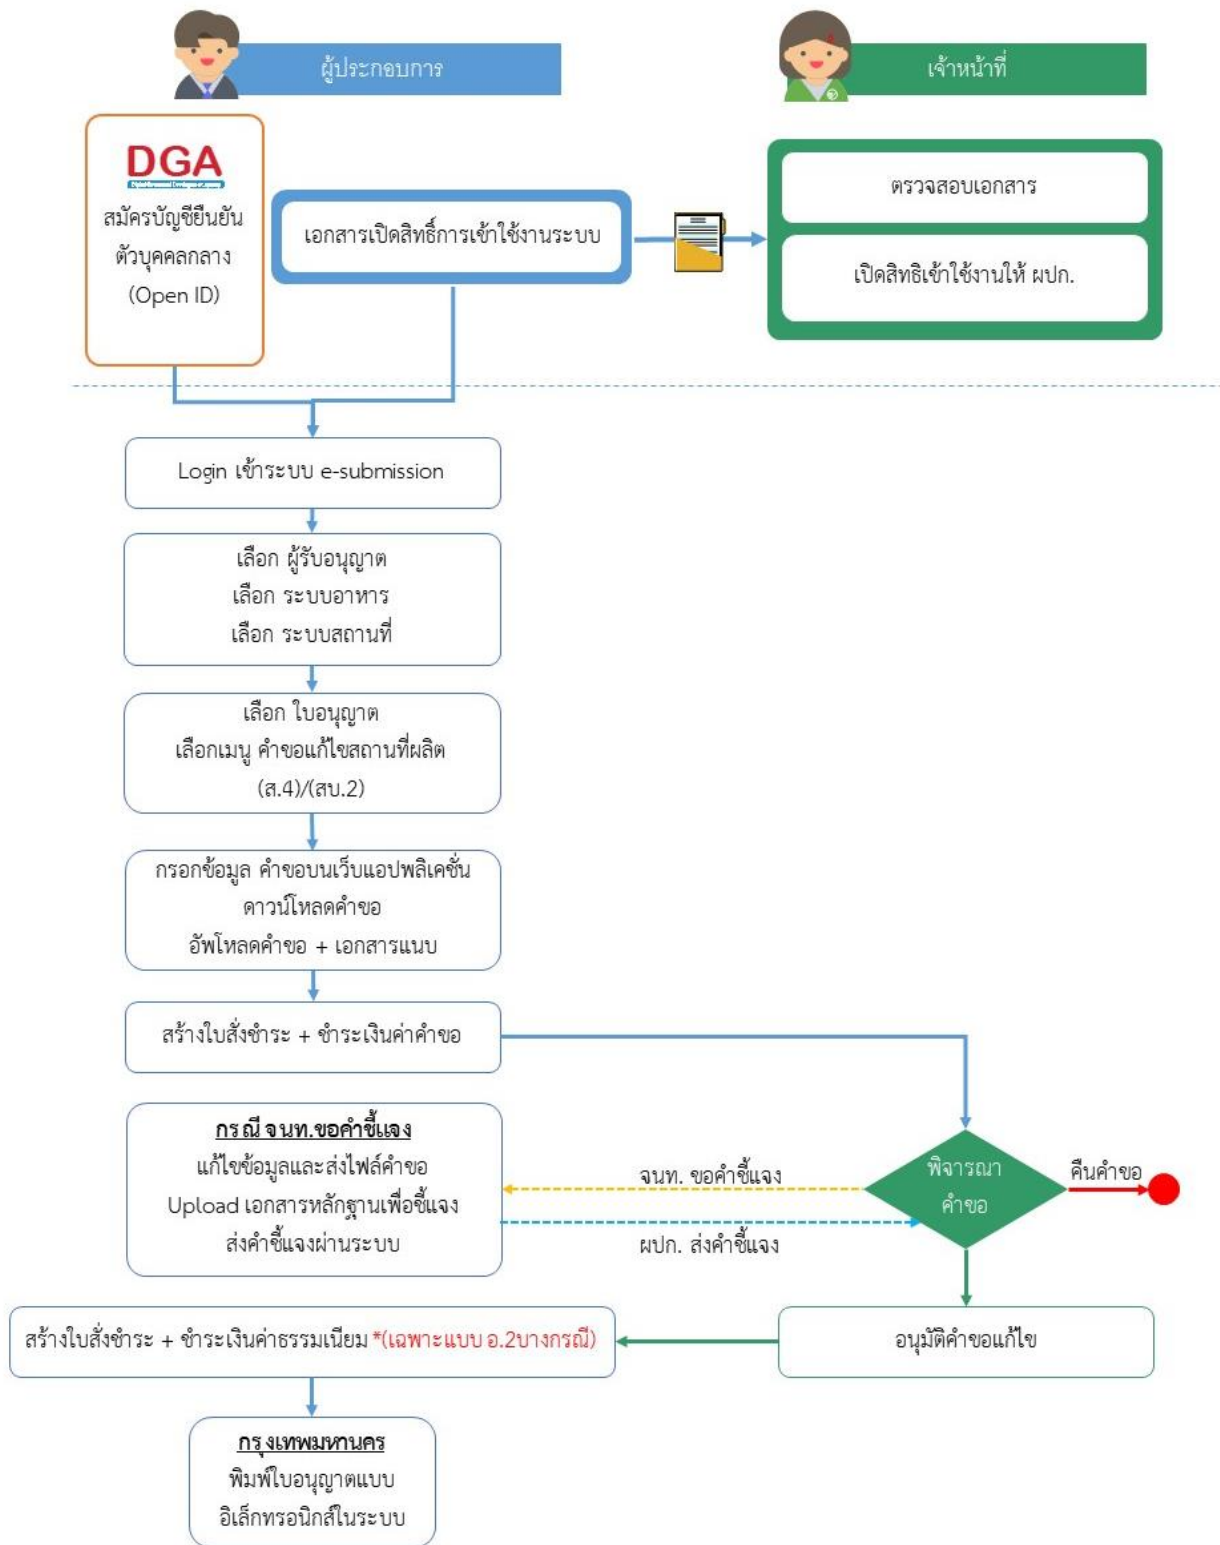 ผู้ประกอบการ
เจ้าหน้าที่
DGA
สมัครบัญชียืนยัน
ตัวบุคคลกลาง
(Open ID)
เอกสารเปิดสิทธิ์การเข้าใช้งานระบบ
ตรวจสอบเอกสาร
เปิดสิทธิเข้าใช้งานให้ ผปก.
Login เข้าระบบ e-submission
เลือก ผู้รับอนุญาต
เลือก ระบบอาหาร
เลือก ระบบสถานที่
เลือก ใบอนุญาต
เลือกเมนู คำขอแก้ไขสถานที่ผลิต
(ส.4)/(สบ.2)
กรอกข้อมูล คำขอบนเว็บแอปพลิเคชั่น
ดาวน์โหลดคำขอ
อัพโหลดคำขอ + เอกสารแนบ
สร้างใบสั่งชำระ + ชำระเงินค่าคำขอ
กรณี จนท.ขอคำชี้แจง
แก้ไขข้อมูลและส่งไฟล์คำขอ
Upload เอกสารหลักฐานเพื่อชี้แจง
ส่งคำชี้แจงผ่านระบบ
จนท. ขอคำชี้แจง
ผปก. ส่งคำชี้แจง
พิจารณา
คำขอ
คืนคำขอ
สร้างใบสั่งชำระ + ชำระเงินค่าธรรมเนียม *(เฉพาะแบบ อ.2บางกรณี)
อนุมัติคำขอแก้ไข
กรุงเทพมหานคร
พิมพ์ใบอนุญาตแบบ
อิเล็กทรอนิกส์ในระบบ